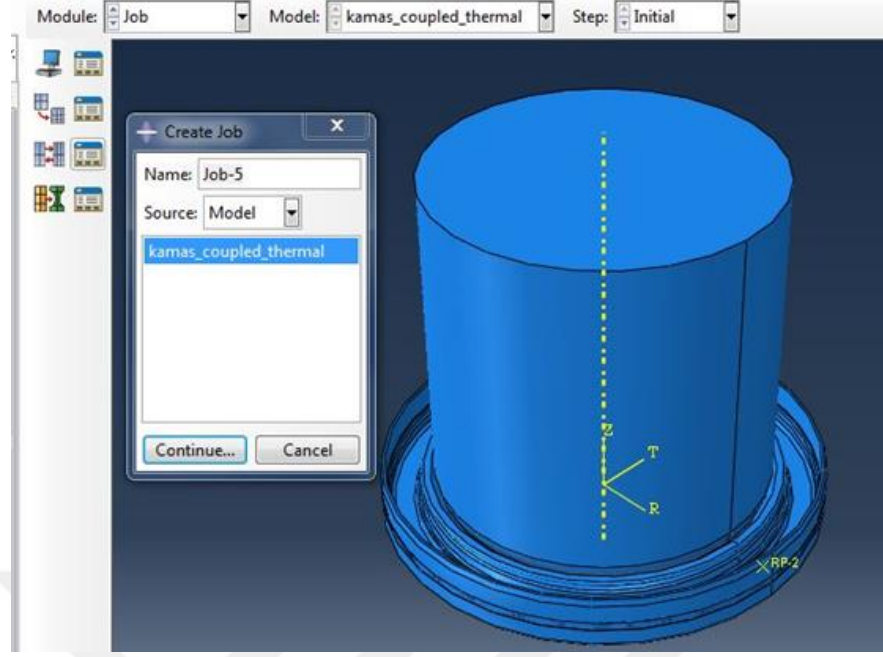 Module: Job Model: kamas_coupled_thermal Step: Initial
Create Job X
Name: Job-5
Source: Model
kamas_coupled_thermal
Continue... Cancel
Z
T
R
RP-2